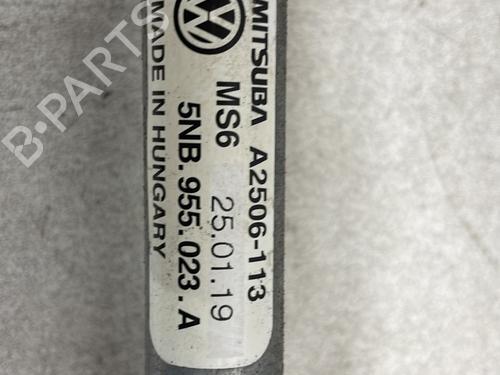 MITSUBA A2506-113
MS6 25.01.19
5NB.955.023.A
MADE IN HUNGARY
B-PARTS